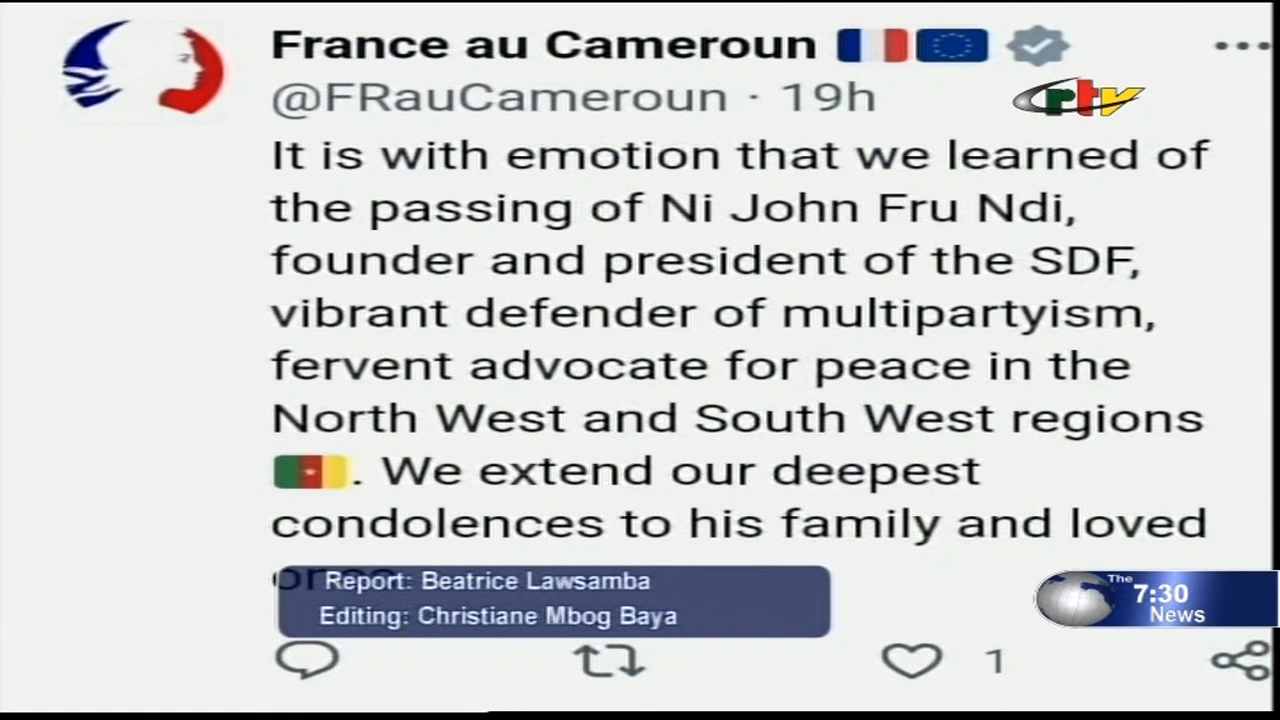 France au Cameroun
@FRauCameroun · 19h
crtv
It is with emotion that we learned of
the passing of Ni John Fru Ndi,
founder and president of the SDF,
vibrant defender of multipartyism,
fervent advocate for peace in the
North West and South West regions
🇨🇲. We extend our deepest
condolences to his family and loved
Report: Beatrice Lawsamba
Editing: Christiane Mbog Baya
The
7:30
News
1